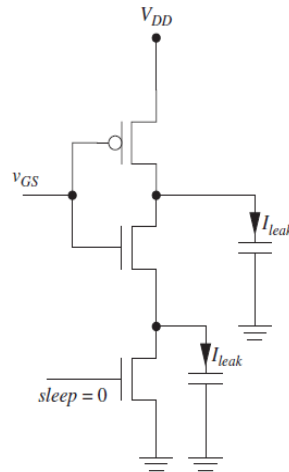 V_DD
v_GS
I_leak
I_leak
sleep = 0